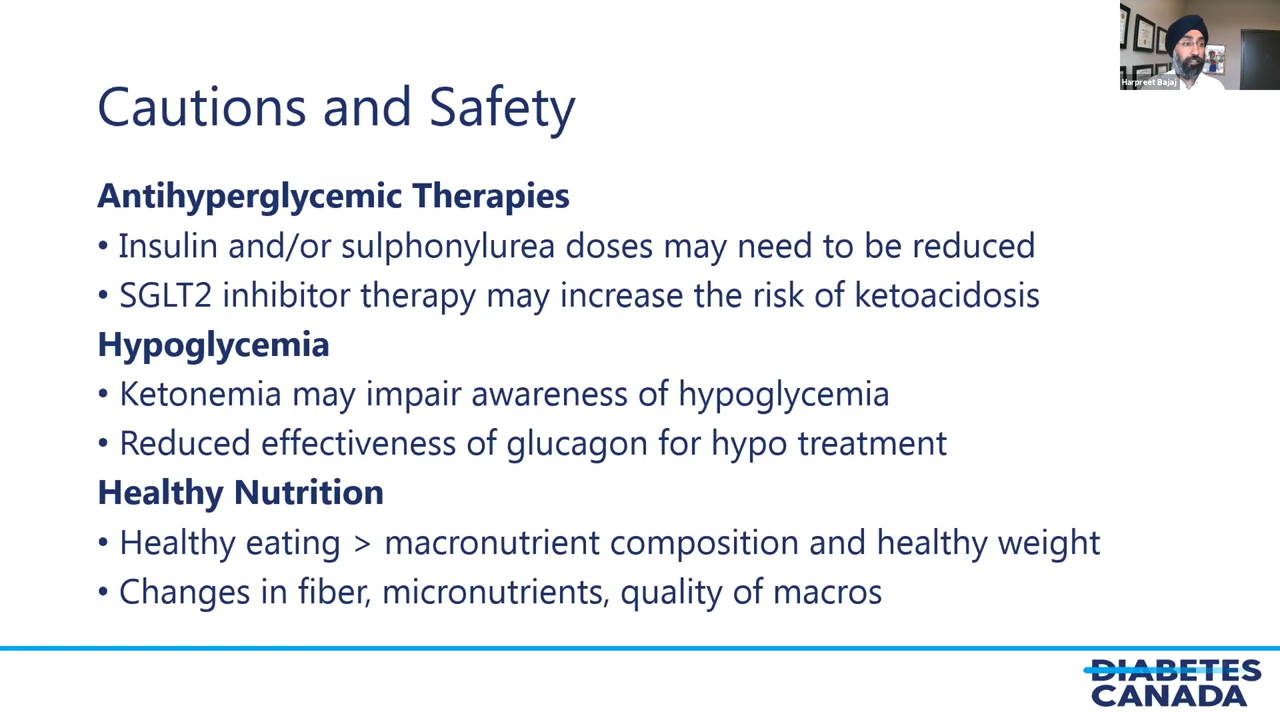 Harpreet Bajaj
Cautions and Safety
Antihyperglycemic Therapies
• Insulin and/or sulphonylurea doses may need to be reduced
• SGLT2 inhibitor therapy may increase the risk of ketoacidosis
Hypoglycemia
• Ketonemia may impair awareness of hypoglycemia
• Reduced effectiveness of glucagon for hypo treatment
Healthy Nutrition
• Healthy eating > macronutrient composition and healthy weight
• Changes in fiber, micronutrients, quality of macros
DIABETES
CANADA